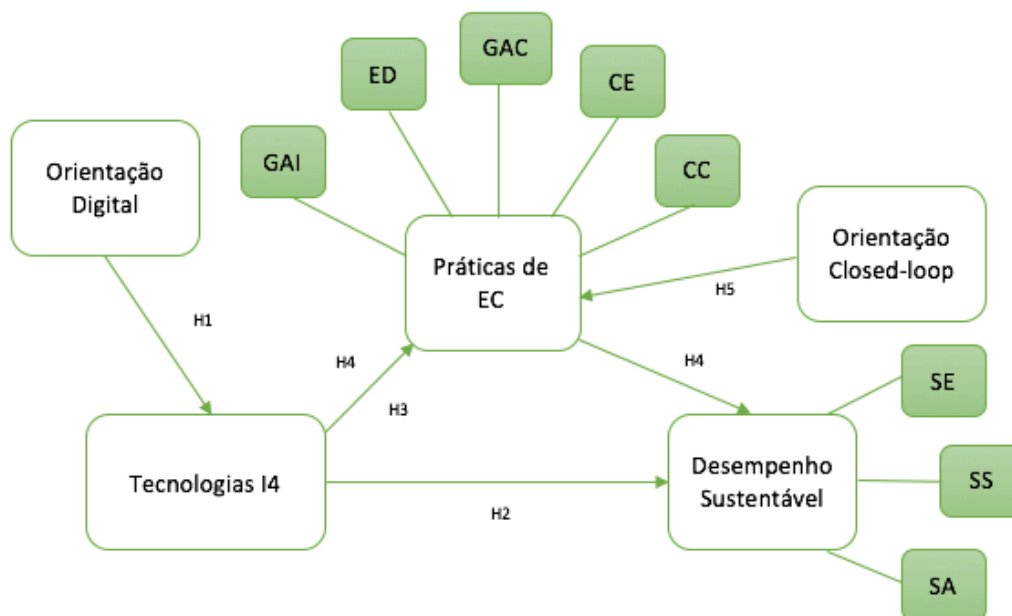 GAC
ED
CE
GAI
CC
Orientação
Digital
Práticas de
EC
Orientação
Closed-loop
H5
H1
H4
H4
H3
SE
Tecnologias I4
Desempenho
Sustentável
SS
H2
SA